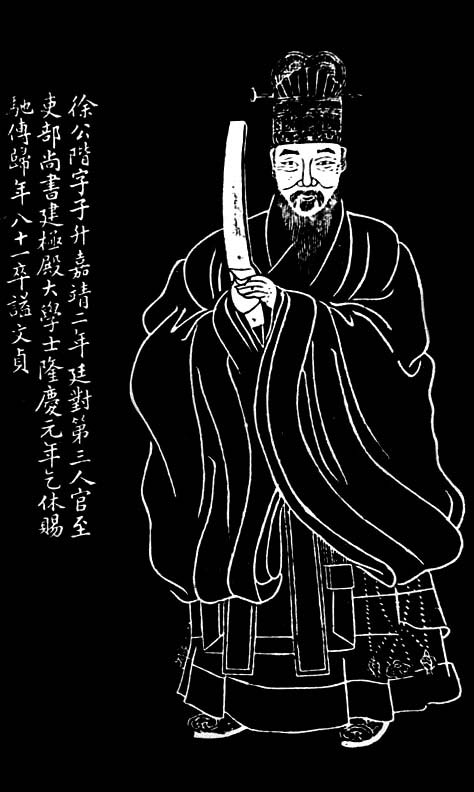 徐公階字子升嘉靖二年廷對第三人官至
吏部尚書建極殿大學士隆慶元年乞休賜
馳傳歸年八十一卒謚文貞